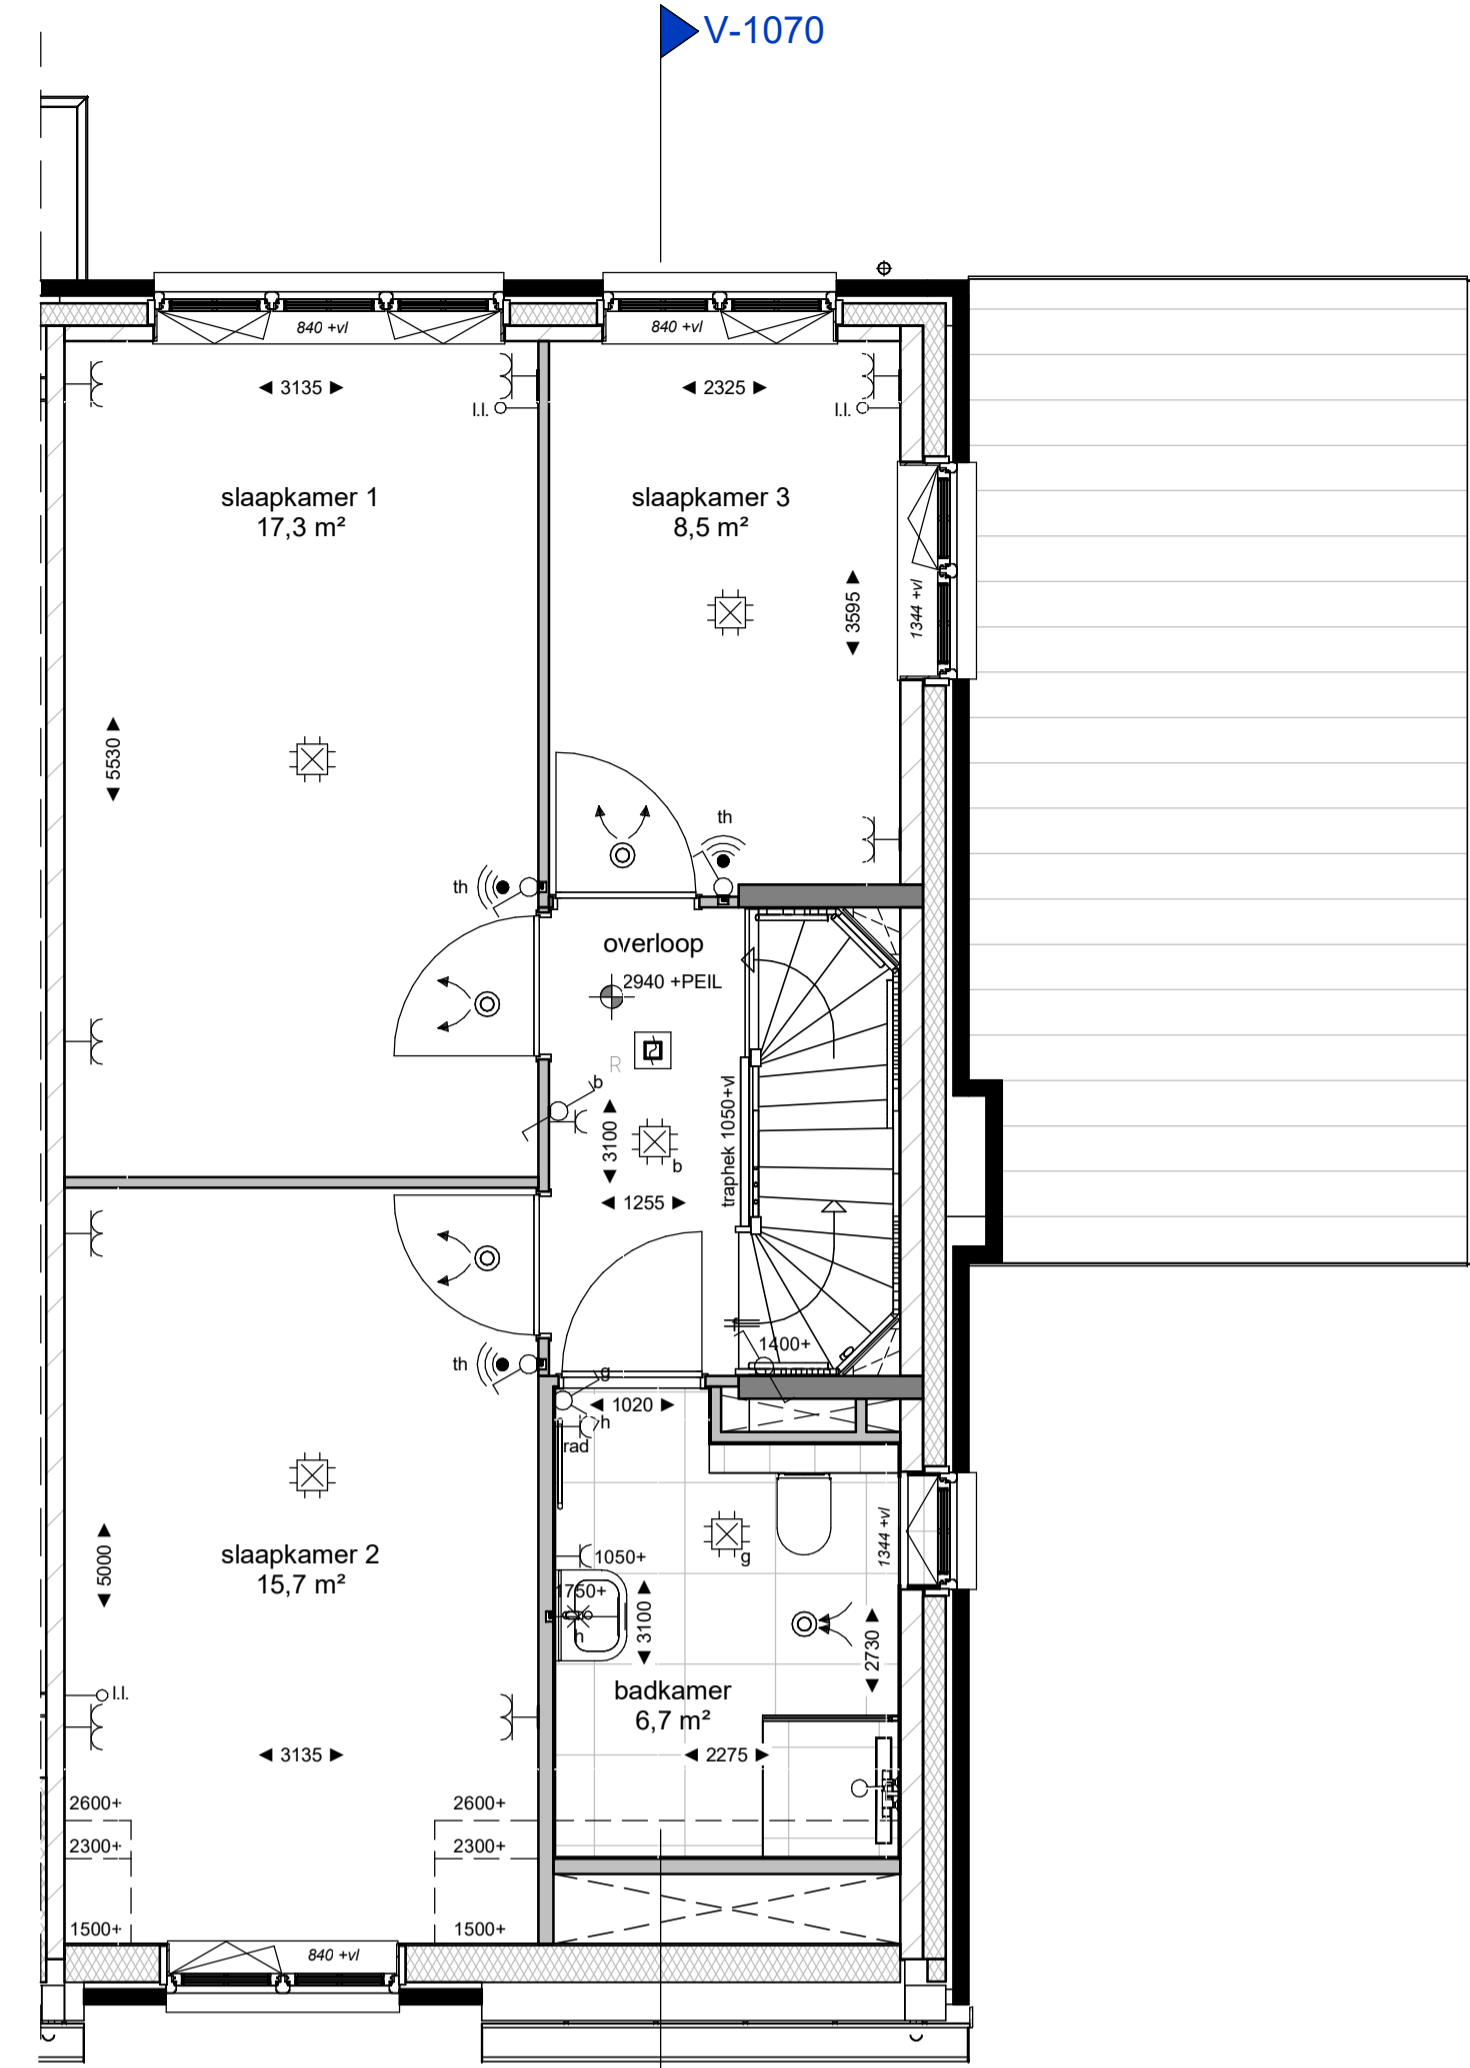 V-1070
840 +vl
840 +vl
3135
2325
l.l.
l.l.
slaapkamer 1
17,3 m²
slaapkamer 3
8,5 m²
3595
1344 +vl
5530
th
th
overloop
2940 +PEIL
R
b
3100
b
1255
traphek 1050+vl
1400+
th
g
1020
h
rad
1344 +vl
g
slaapkamer 2
15,7 m²
5000
1050+
1750+
h
3100
2730
l.l.
badkamer
6,7 m²
3135
2275
2600+
2600+
2300+
2300+
1500+
1500+
840 +vl